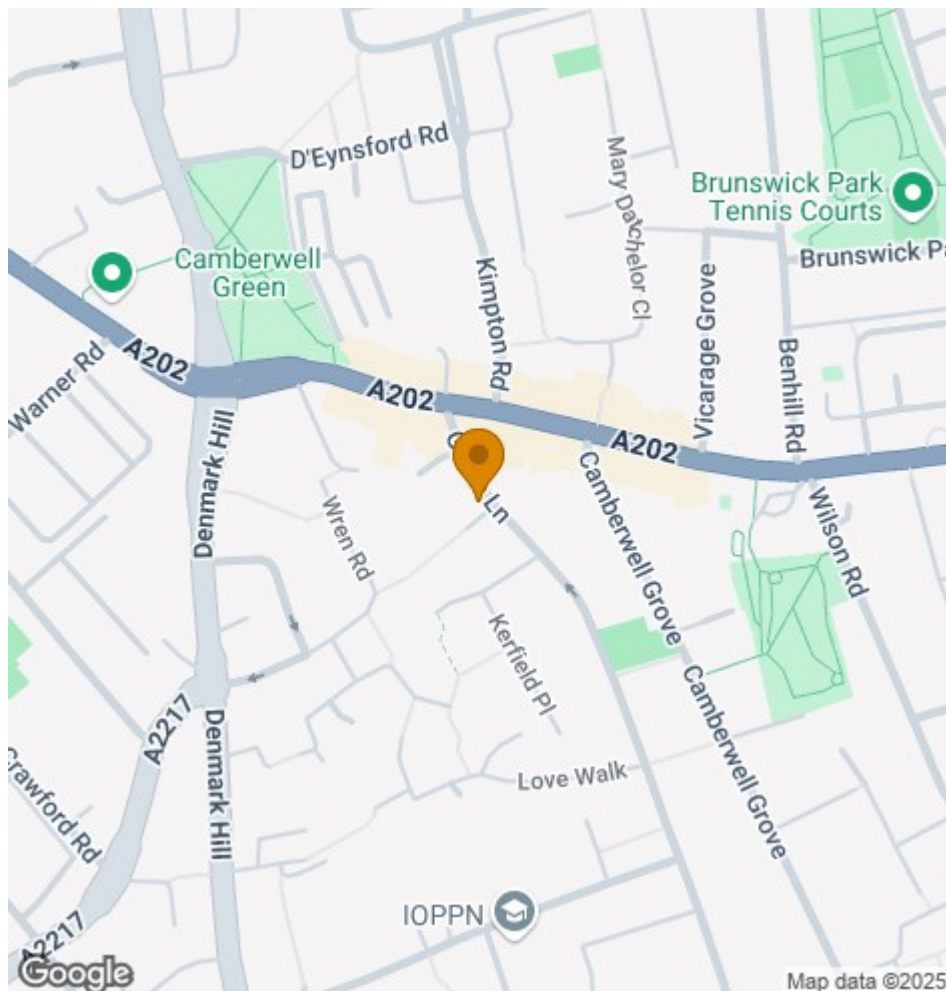 D'Eynsford Rd
Mary Datchelor Cl
Brunswick Park
Tennis Courts
Camberwell
Green
Kimpton Rd
Vicarage Grove
Benhill Rd
Warner Rd
A202
A202
A202
Denmark Hill
Ln
Wren Rd
Camberwell Grove
Wilson Rd
Kerfield Pl
Camberwell Grove
A2217
Denmark Hill
Love Walk
Crawford Rd
IOPPN
A2217
Google
Map data ©2025